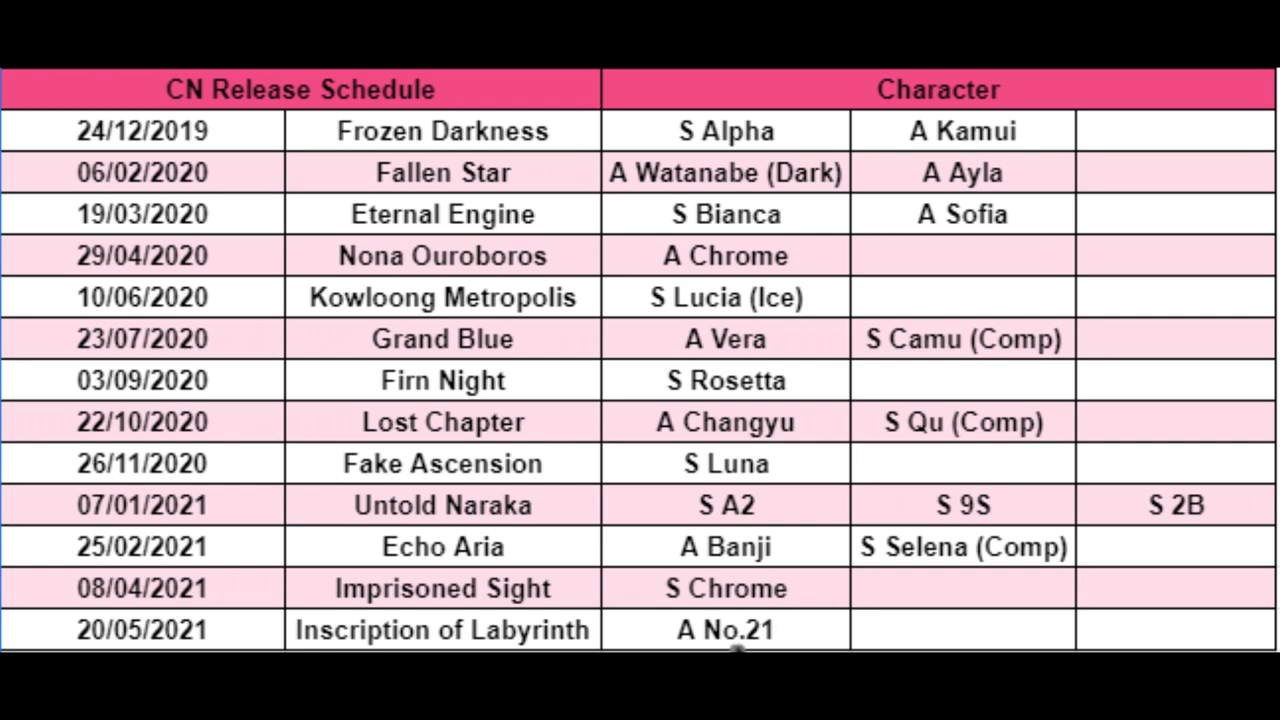 CN Release Schedule Character
24/12/2019 Frozen Darkness S Alpha A Kamui
06/02/2020 Fallen Star A Watanabe (Dark) A Ayla
19/03/2020 Eternal Engine S Bianca A Sofia
29/04/2020 Nona Ouroboros A Chrome
10/06/2020 Kowloong Metropolis S Lucia (Ice)
23/07/2020 Grand Blue A Vera S Camu (Comp)
03/09/2020 Firn Night S Rosetta
22/10/2020 Lost Chapter A Changyu S Qu (Comp)
26/11/2020 Fake Ascension S Luna
07/01/2021 Untold Naraka S A2 S 9S S 2B
25/02/2021 Echo Aria A Banji S Selena (Comp)
08/04/2021 Imprisoned Sight S Chrome
20/05/2021 Inscription of Labyrinth A No.21